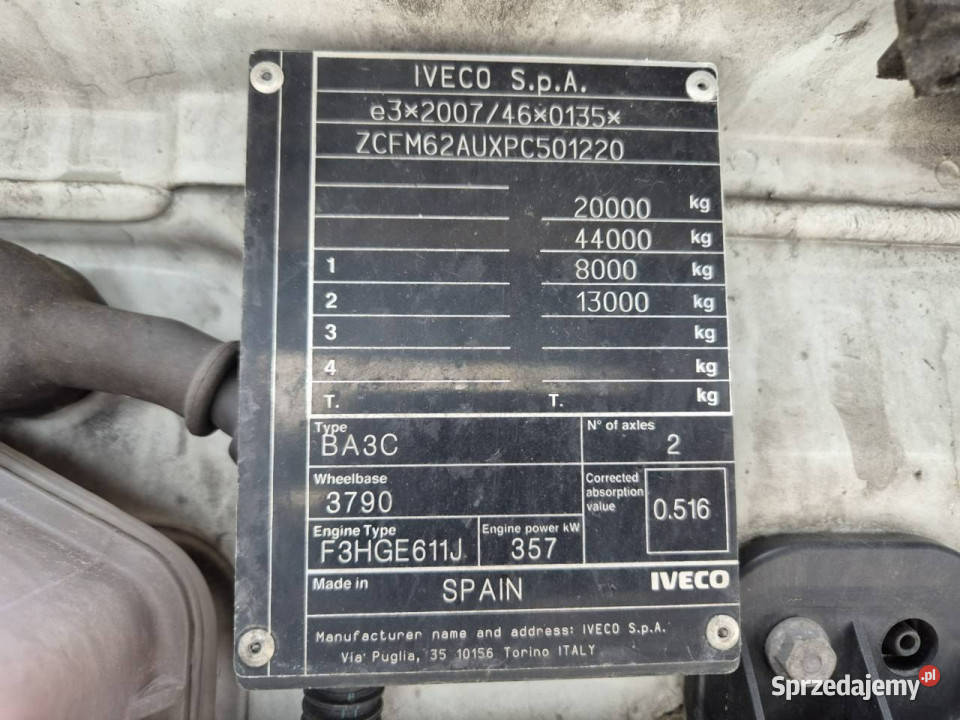 IVECO S.p.A.
e3*2007/46*0135*
ZCFM62AUXPC501220
20000 kg
44000 kg
1 8000 kg
2 13000 kg
3 kg
4 kg
T. T. kg
Type
BA3C
N° of axles
2
Wheelbase
3790
Corrected
absorption
value
0.516
Engine Type
F3HGE611J
Engine power kW
357
Made in SPAIN IVECO
Manufacturer name and address: IVECO S.p.A.
Via' Puglia, 35 10156 Torino ITALY
Sprzedajemy.pl